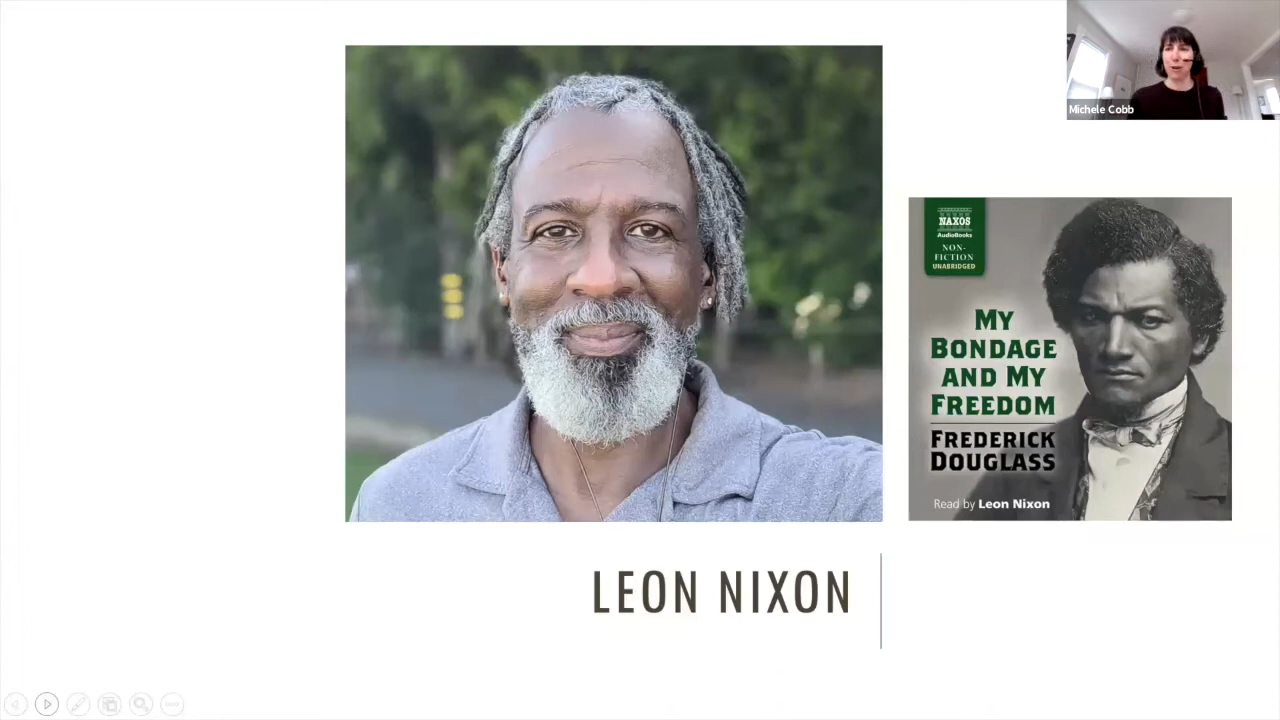 Michele Cobb
NAXOS
AudioBooks
NON-
FICTION
UNABRIDGED
MY
BONDAGE
AND MY
FREEDOM
FREDERICK
DOUGLASS
Read by Leon Nixon
LEON NIXON